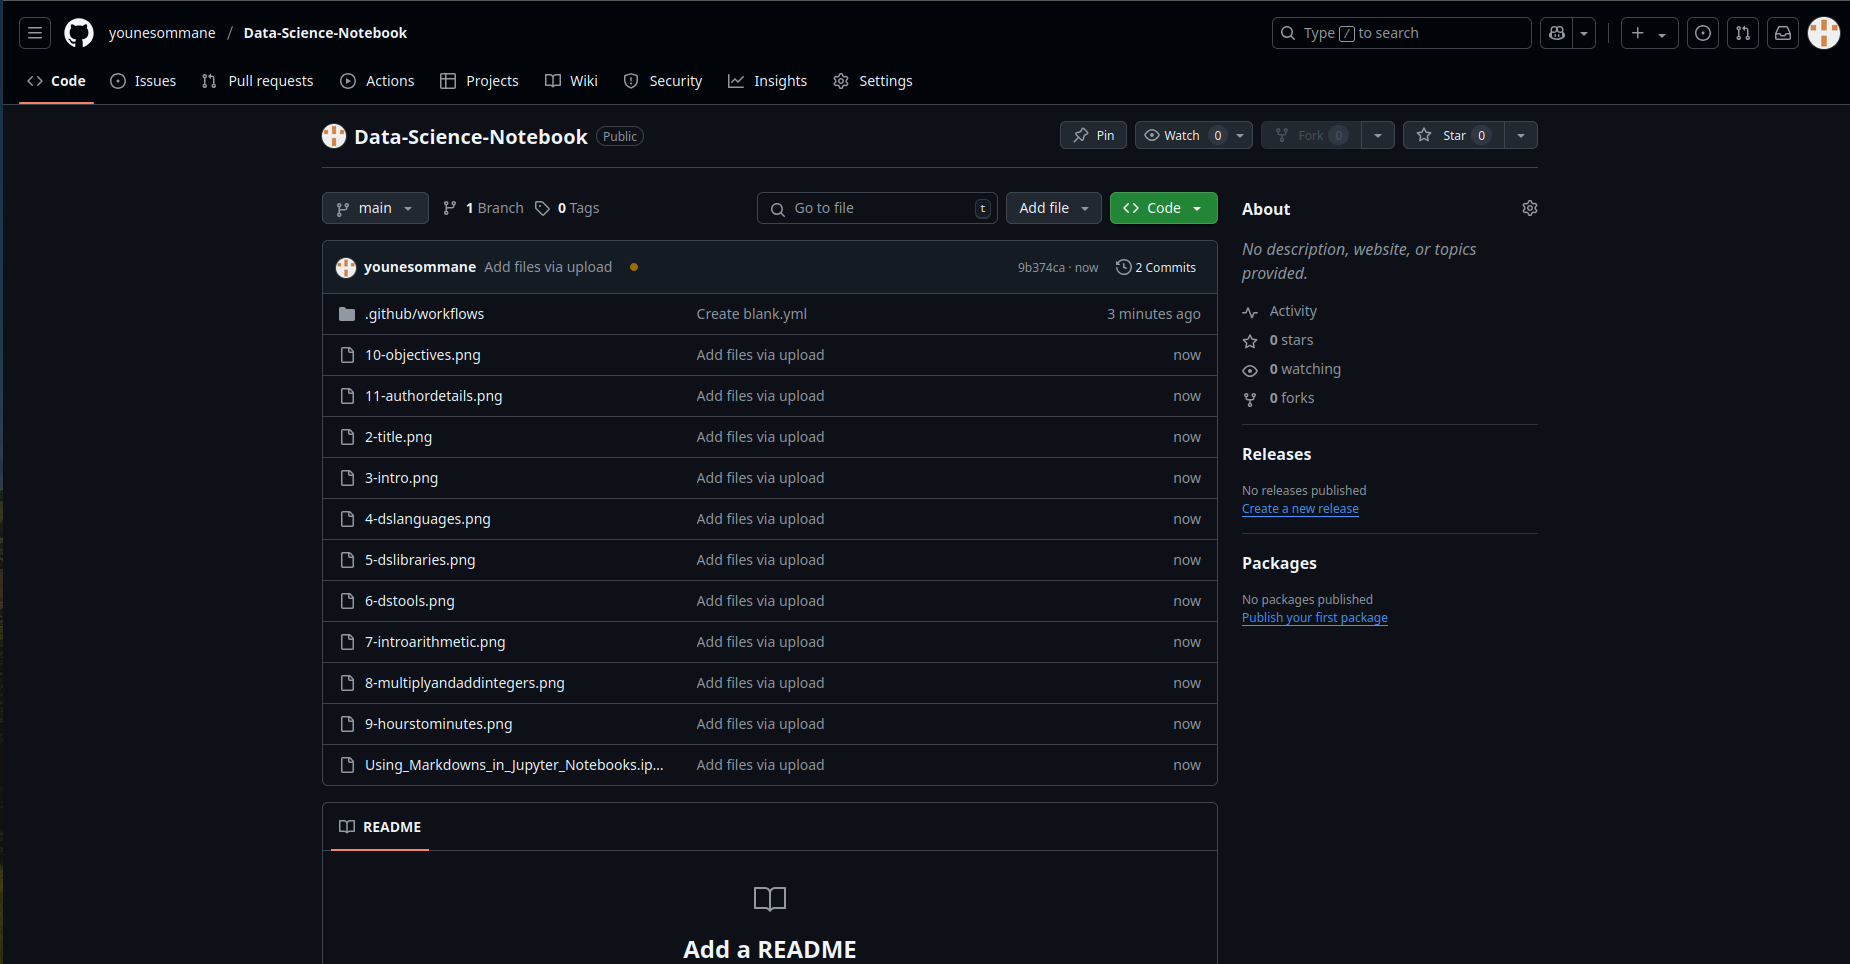 younesommane / Data-Science-Notebook
Type / to search
Code Issues Pull requests Actions Projects Wiki Security Insights Settings
Data-Science-Notebook Public
Pin Watch 0 Fork 0 Star 0
main 1 Branch 0 Tags Go to file t Add file Code
younesommane Add files via upload 9b374ca · now 2 Commits
.github/workflows Create blank.yml 3 minutes ago
10-objectives.png Add files via upload now
11-authordetails.png Add files via upload now
2-title.png Add files via upload now
3-intro.png Add files via upload now
4-dslanguages.png Add files via upload now
5-dslibraries.png Add files via upload now
6-dstools.png Add files via upload now
7-introarithmetic.png Add files via upload now
8-multiplyandaddintegers.png Add files via upload now
9-hourstominutes.png Add files via upload now
Using_Markdowns_in_Jupyter_Notebooks.ip... Add files via upload now
README
Add a README
About
No description, website, or topics
provided.
Activity
0 stars
0 watching
0 forks
Releases
No releases published
Create a new release
Packages
No packages published
Publish your first package